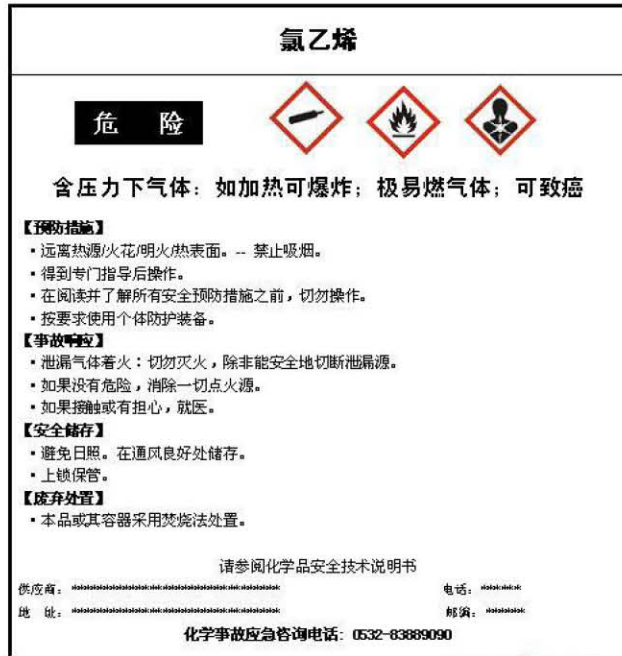 氯乙烯
危 险
含压力下气体：如加热可爆炸；极易燃气体；可致癌
【预防措施】
·远离热源/火花/明火/热表面。-- 禁止吸烟。
·得到专门指导后操作。
·在阅读并了解所有安全预防措施之前，切勿操作。
·按要求使用个体防护装备。
【事故响应】
·泄漏气体着火：切勿灭火，除非能安全地切断泄漏源。
·如果没有危险，消除一切点火源。
·如果接触或有担心，就医。
【安全储存】
·避免日照。在通风良好处储存。
·上锁保管。
【废弃处置】
·本品或其容器采用焚烧法处置。
请参阅化学品安全技术说明书
供应商：************************************ 电话：*******
地 址：************************************ 邮编：*******
化学事故应急咨询电话：0532-83889090